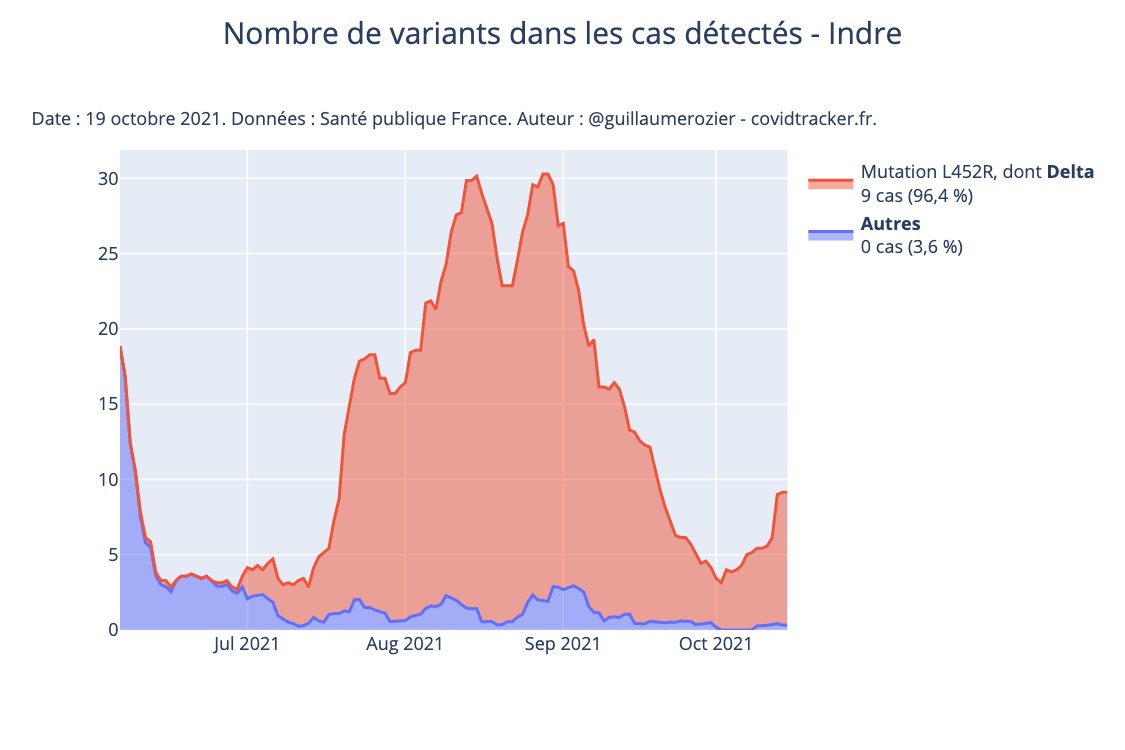 Nombre de variants dans les cas détectés - Indre
Date : 19 octobre 2021. Données : Santé publique France. Auteur : @guillaumerozier - covidtracker.fr.
30
25
20
15
10
5
0
Jul 2021
Aug 2021
Sep 2021
Oct 2021
Mutation L452R, dont Delta
9 cas (96,4 %)
Autres
0 cas (3,6 %)